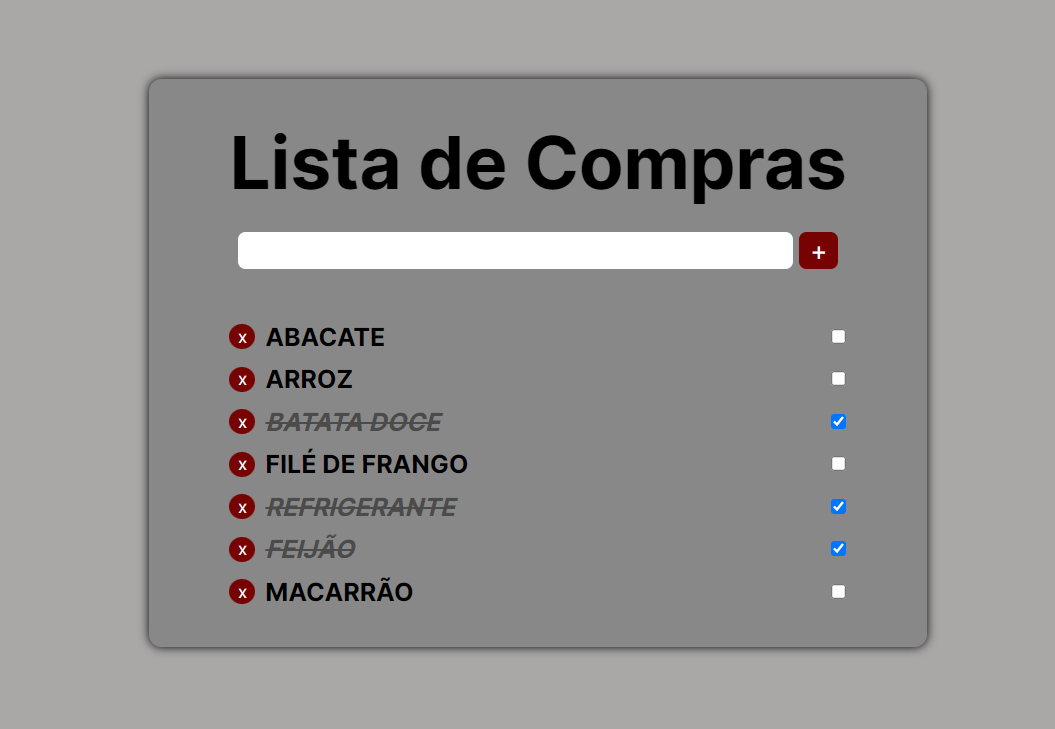 Lista de Compras
+
x ABACATE
x ARROZ
x BATATA DOCE
x FILÉ DE FRANGO
x REFRIGERANTE
x FEIJÃO
x MACARRÃO